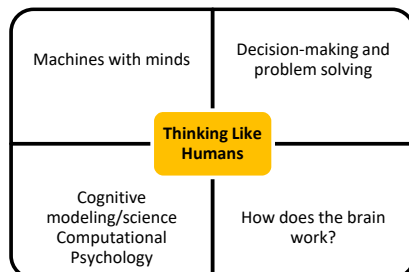 Machines with minds
Decision-making and
problem solving
Thinking Like
Humans
Cognitive
modeling/science
Computational
Psychology
How does the brain
work?